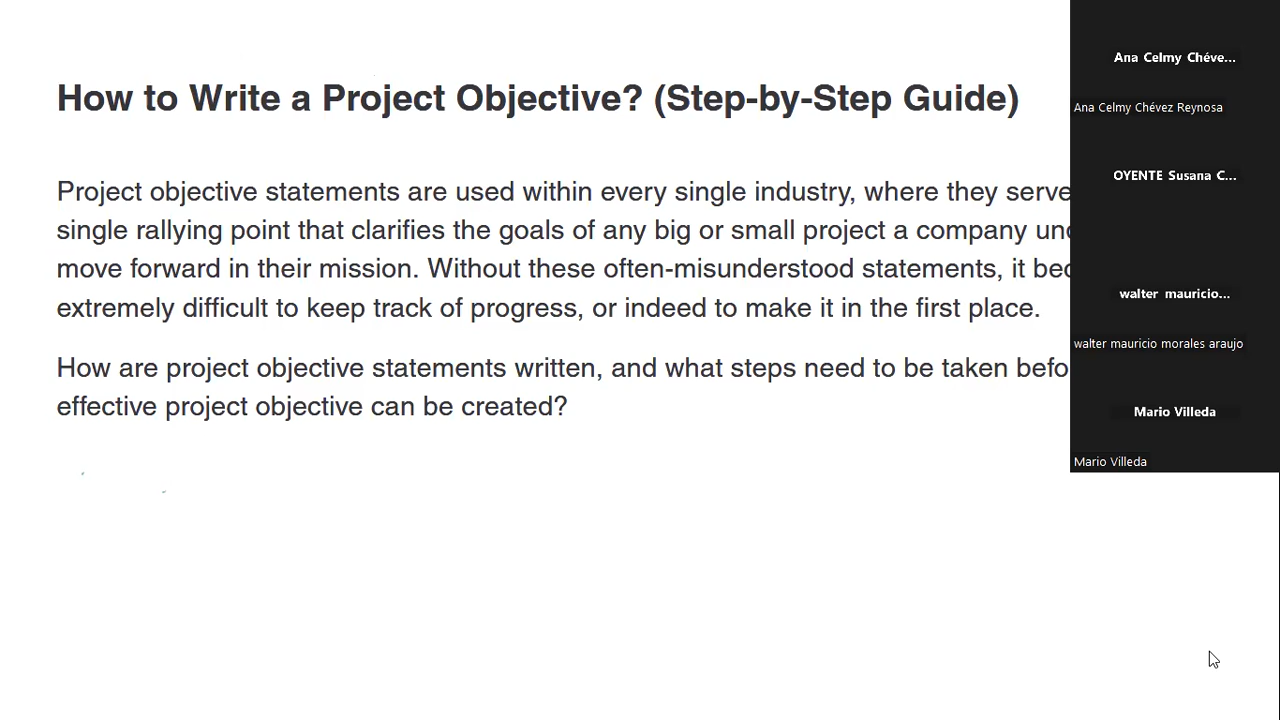 How to Write a Project Objective? (Step-by-Step Guide)
Project objective statements are used within every single industry, where they serve
single rallying point that clarifies the goals of any big or small project a company
move forward in their mission. Without these often-misunderstood statements, it
extremely difficult to keep track of progress, or indeed to make it in the first place.
How are project objective statements written, and what steps need to be taken
effective project objective can be created?
Ana Celmy Chéve...
Ana Celmy Chévez Reynosa
OYENTE Susana C...
walter mauricio...
walter mauricio morales araujo
Mario Villeda
Mario Villeda